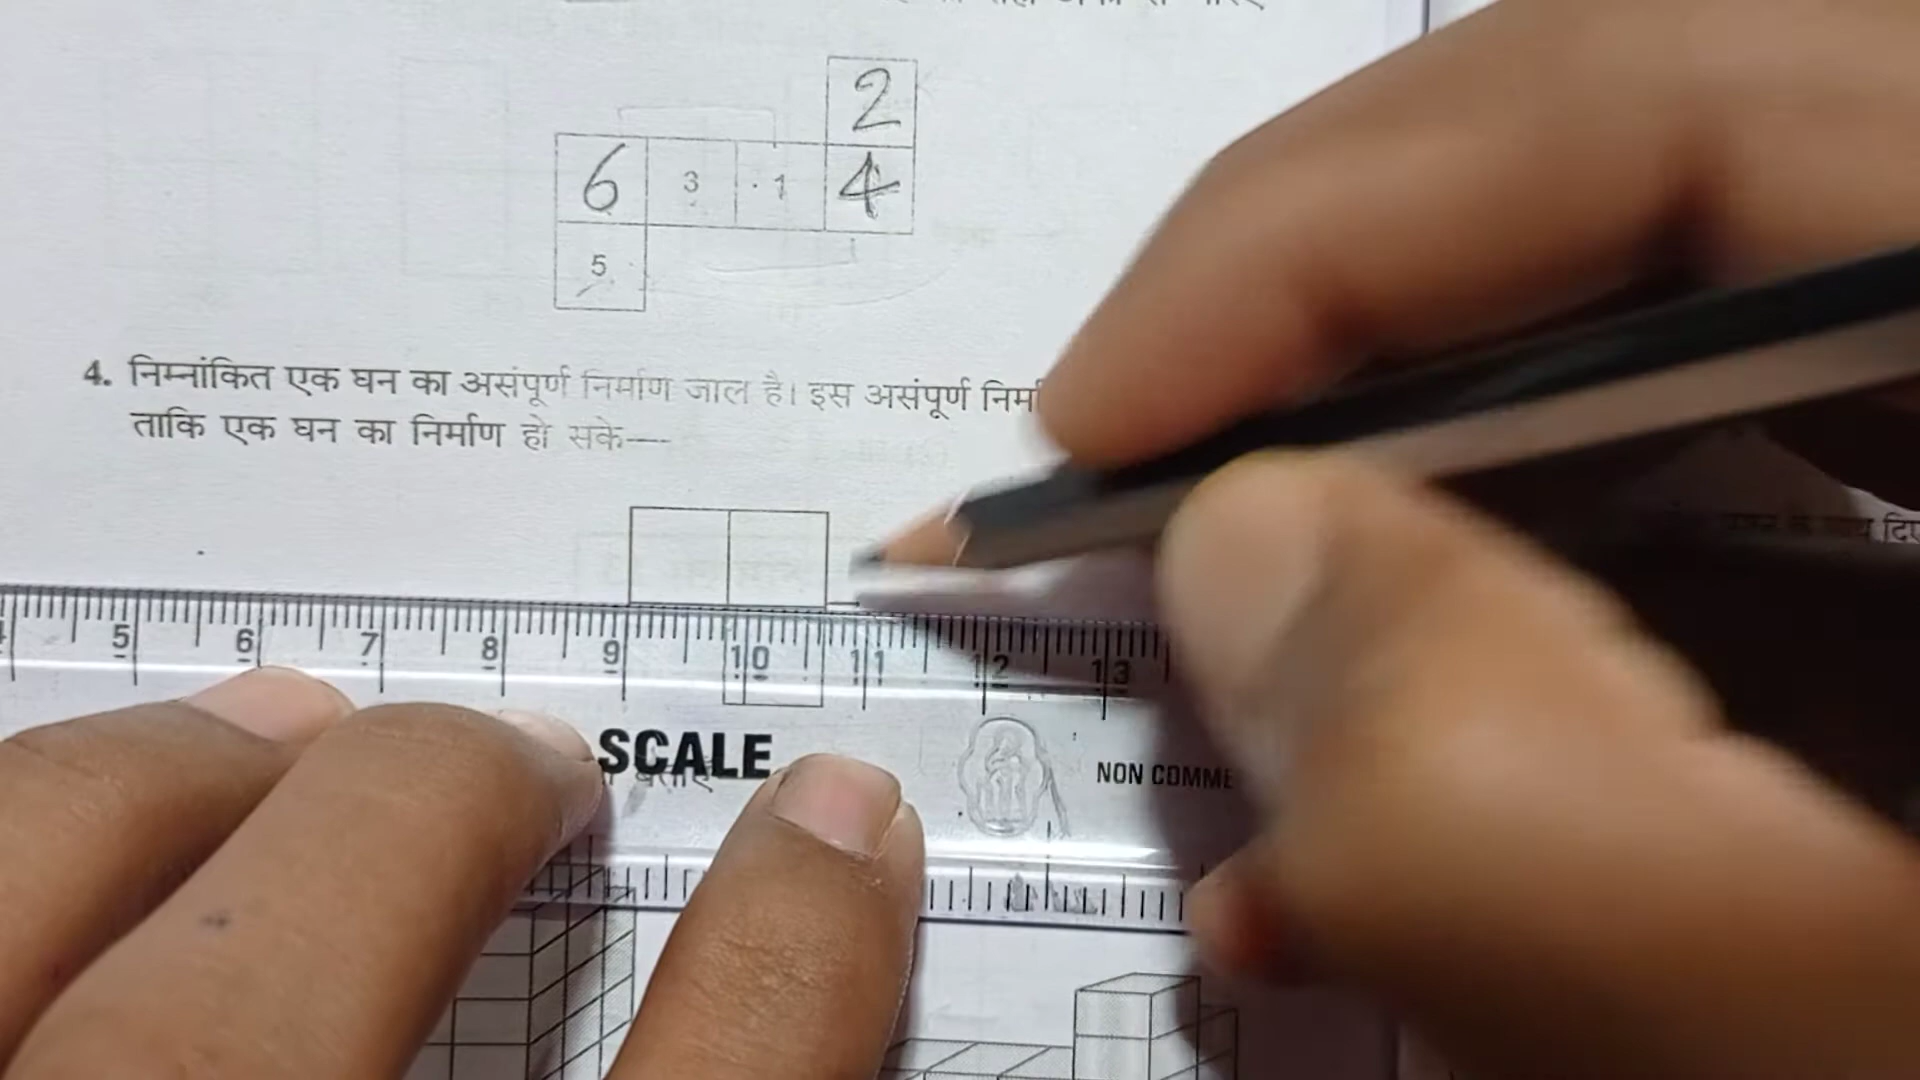 2
6 3 1 4
5
4. निम्नांकित एक घन का असंपूर्ण निर्माण जाल है। इस असंपूर्ण
ताकि एक घन का निर्माण हो सके—
5 6 7 8 9 10 11 12 13
SCALE
NON COMME